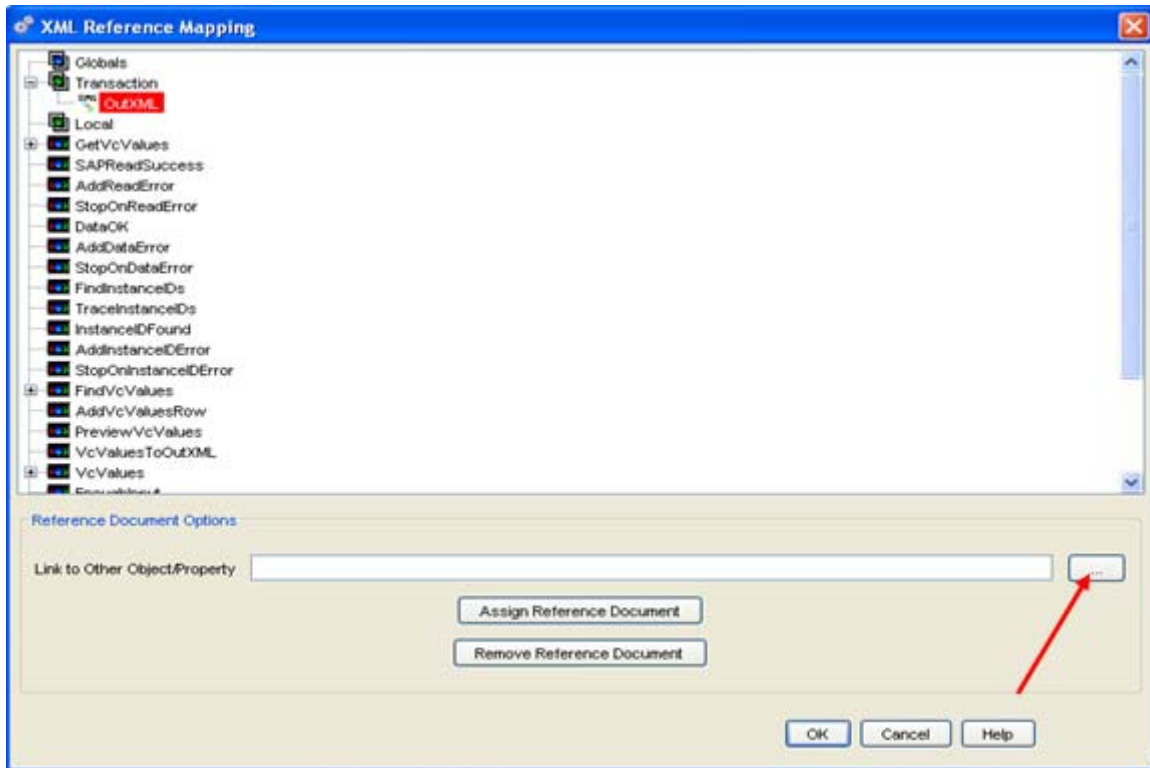 XML Reference Mapping
Globals
Transaction
OutXML
Local
GetVcValues
SAPReadSuccess
AddReadError
StopOnReadError
DataOK
AddDataError
StopOnDataError
FindInstanceIDs
TraceInstanceIDs
InstanceIDFound
AddInstanceIDError
StopOnInstanceIDError
FindVcValues
AddVcValuesRow
PreviewVcValues
VcValuesToOutXML
VcValues
Reference Document Options
Link to Other Object/Property ...
Assign Reference Document
Remove Reference Document
OK Cancel Help